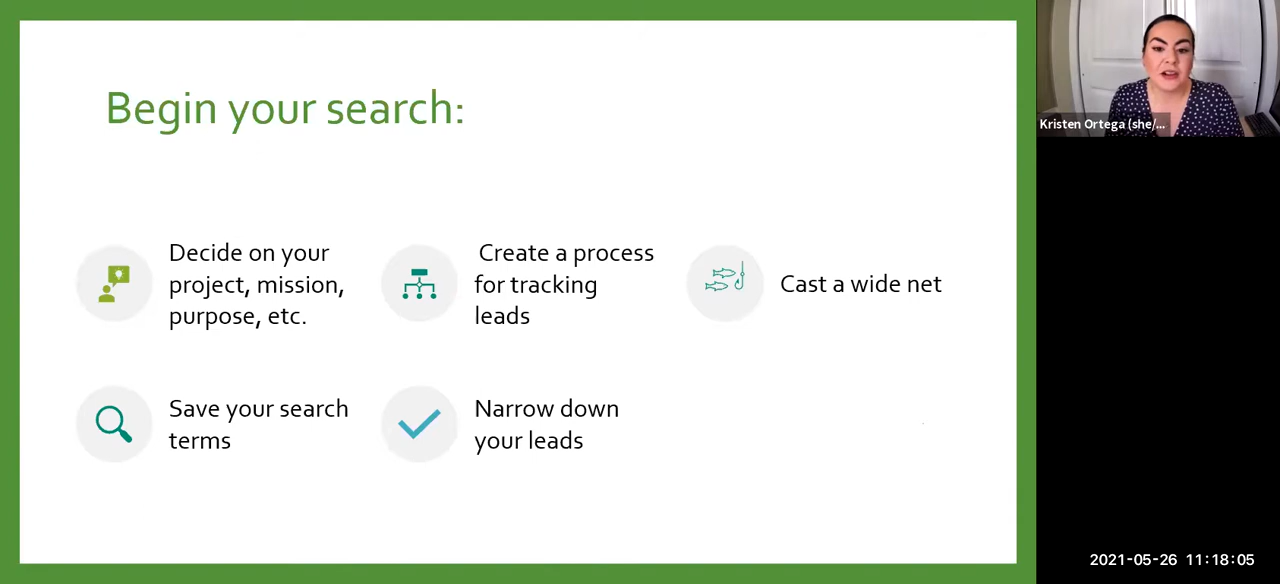 Begin your search:
Decide on your
project, mission,
purpose, etc.
Create a process
for tracking
leads
Cast a wide net
Save your search
terms
Narrow down
your leads
Kristen Ortega (she/...
2021-05-26 11:18:05